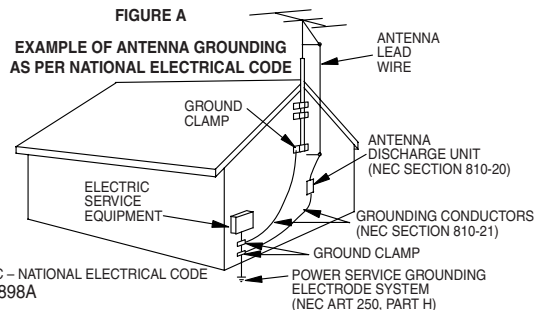 FIGURE A
EXAMPLE OF ANTENNA GROUNDING
AS PER NATIONAL ELECTRICAL CODE
ANTENNA
LEAD
WIRE
GROUND
CLAMP
ANTENNA
DISCHARGE UNIT
(NEC SECTION 810-20)
ELECTRIC
SERVICE
EQUIPMENT
GROUNDING CONDUCTORS
(NEC SECTION 810-21)
GROUND CLAMP
POWER SERVICE GROUNDING
ELECTRODE SYSTEM
(NEC ART 250, PART H)
C – NATIONAL ELECTRICAL CODE
898A